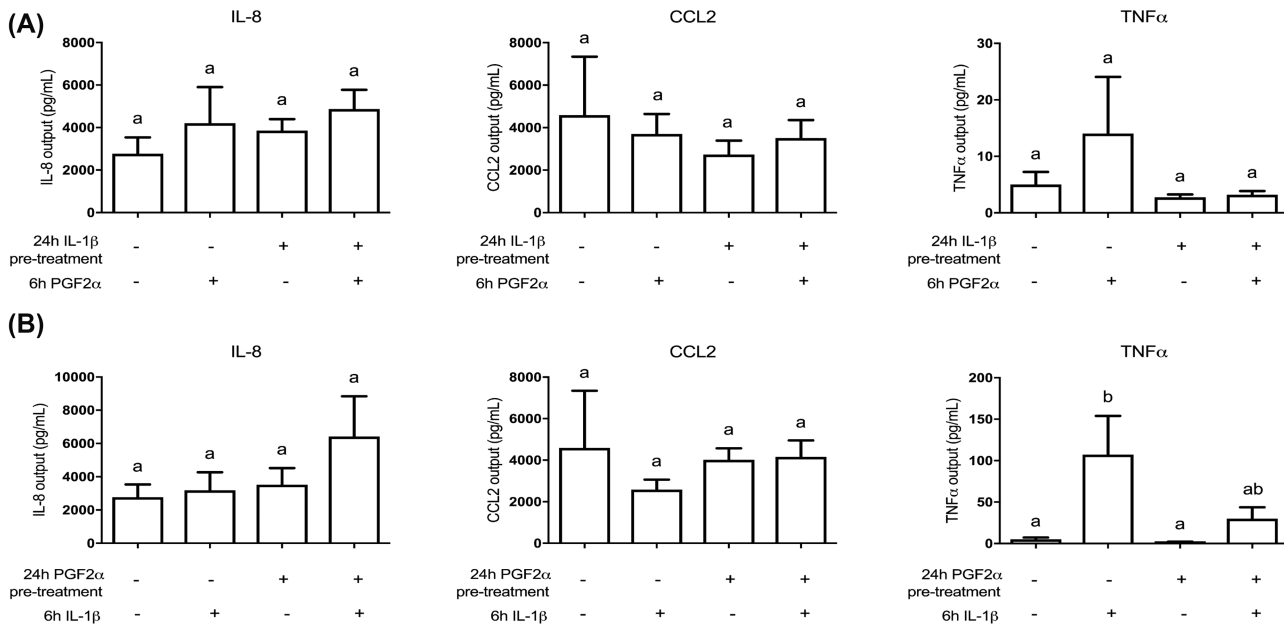 (A)
IL-8
CCL2
TNFα
IL-8 output (pg/mL)
8000
6000
4000
2000
0
a a a a
CCL2 output (pg/mL)
8000
6000
4000
2000
0
a a a a
TNFα output (pg/mL)
30
20
10
0
a a a a
24h IL-1β
pre-treatment
- - + +
6h PGF2α
- + - +
24h IL-1β
pre-treatment
- - + +
6h PGF2α
- + - +
24h IL-1β
pre-treatment
- - + +
6h PGF2α
- + - +
(B)
IL-8
CCL2
TNFα
IL-8 output (pg/mL)
10000
8000
6000
4000
2000
0
a a a a
CCL2 output (pg/mL)
8000
6000
4000
2000
0
a a a a
TNFα output (pg/mL)
200
150
100
50
0
a b a ab
24h PGF2α
pre-treatment
- - + +
6h IL-1β
- + - +
24h PGF2α
pre-treatment
- - + +
6h IL-1β
- + - +
24h PGF2α
pre-treatment
- - + +
6h IL-1β
- + - +